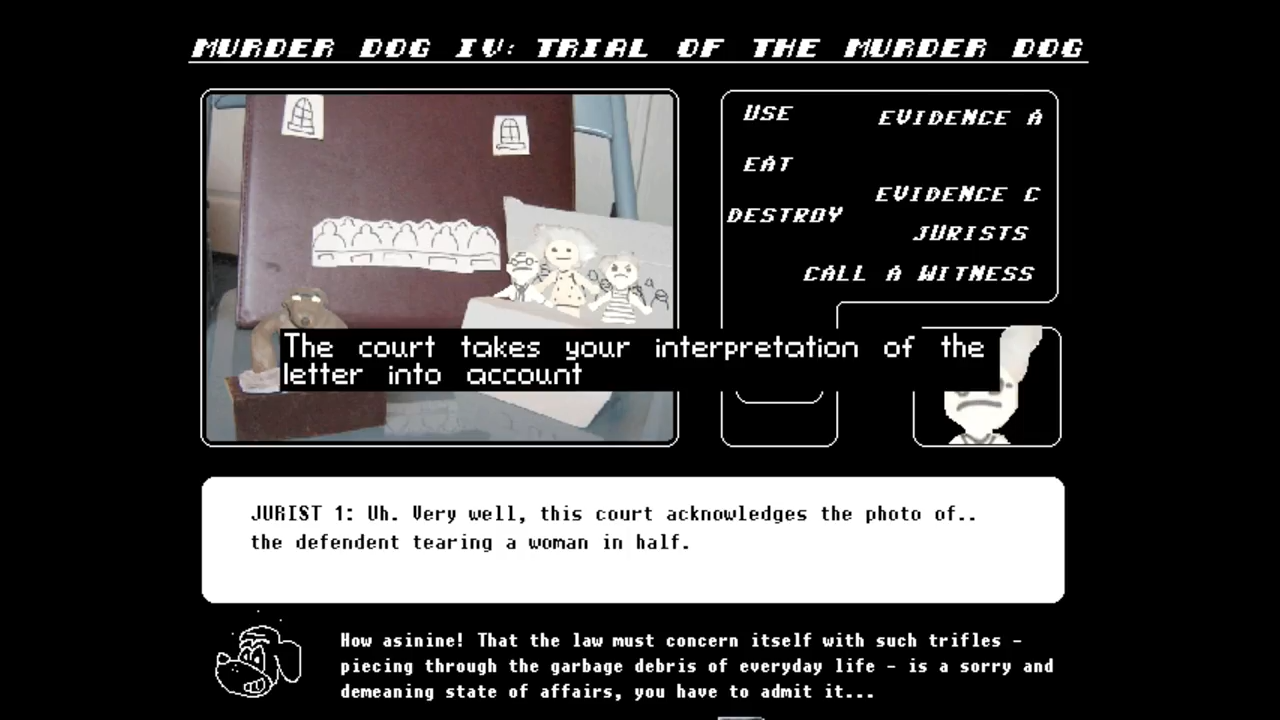 MURDER DOG IV: TRIAL OF THE MURDER DOG
USE
EVIDENCE A
EAT
EVIDENCE C
DESTROY
JURISTS
CALL A WITNESS
The court takes your interpretation of the
letter into account
JURIST 1: Uh. Very well, this court acknowledges the photo of..
the defendent tearing a woman in half.
How asinine! That the law must concern itself with such trifles -
piecing through the garbage debris of everyday life - is a sorry and
demeaning state of affairs, you have to admit it...